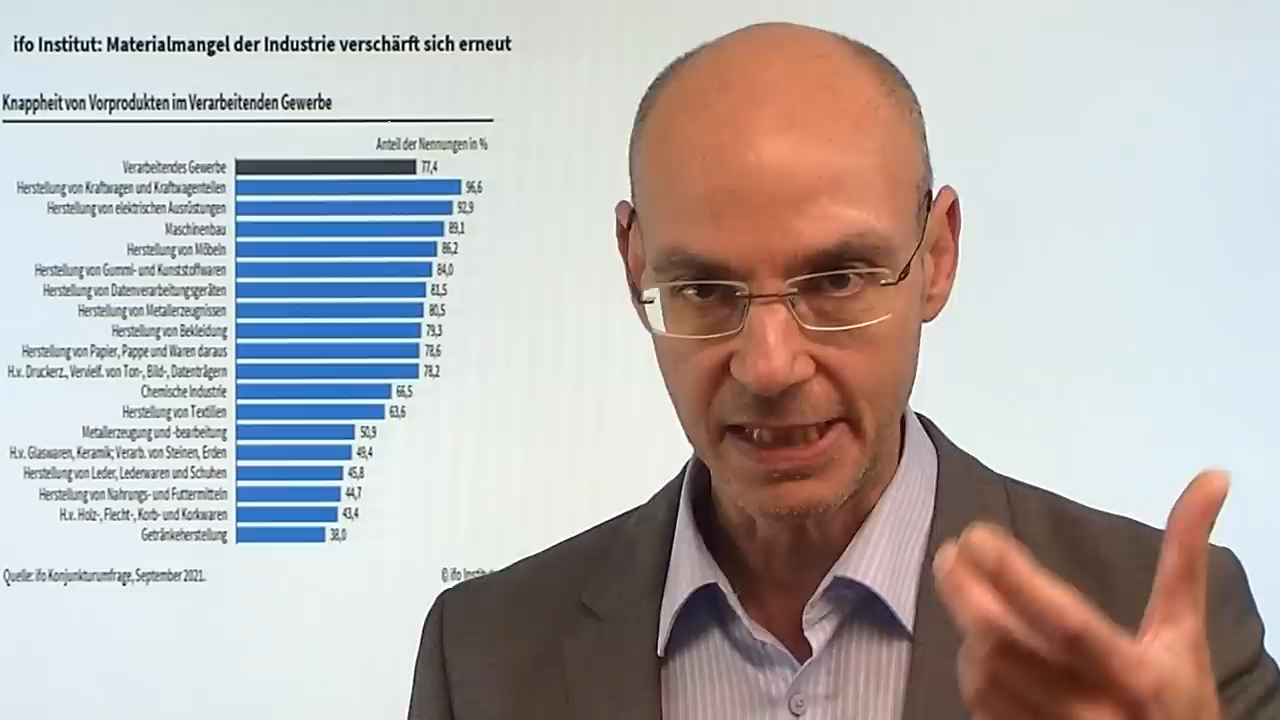 ifo Institut: Materialmangel der Industrie verschärft sich erneut
Knappheit von Vorprodukten im Verarbeitenden Gewerbe
Anteil der Nennungen in %
Verarbeitendes Gewerbe 77,4
Herstellung von Kraftwagen und Kraftwagenteilen 96,6
Herstellung von elektrischen Ausrüstungen 92,9
Maschinenbau 89,1
Herstellung von Möbeln 86,2
Herstellung von Gummi- und Kunststoffwaren 84,0
Herstellung von Datenverarbeitungsgeräten 81,5
Herstellung von Metallerzeugnissen 80,5
Herstellung von Bekleidung 79,3
Herstellung von Papier, Pappe und Waren daraus 78,6
H.v. Druckerz., Vervielf. von Ton-, Bild-, Datenträgern 78,2
Chemische Industrie 66,5
Herstellung von Textilien 63,6
Metallerzeugung und -bearbeitung 50,9
H.v. Glaswaren, Keramik; Verarb. von Steinen, Erden 49,4
Herstellung von Leder, Lederwaren und Schuhen 45,8
Herstellung von Nahrungs- und Futtermitteln 44,7
H.v. Holz-, Flecht-, Korb- und Korkwaren 43,4
Getränkeherstellung 38,0
Quelle: ifo Konjunkturumfrage, September 2021. © ifo